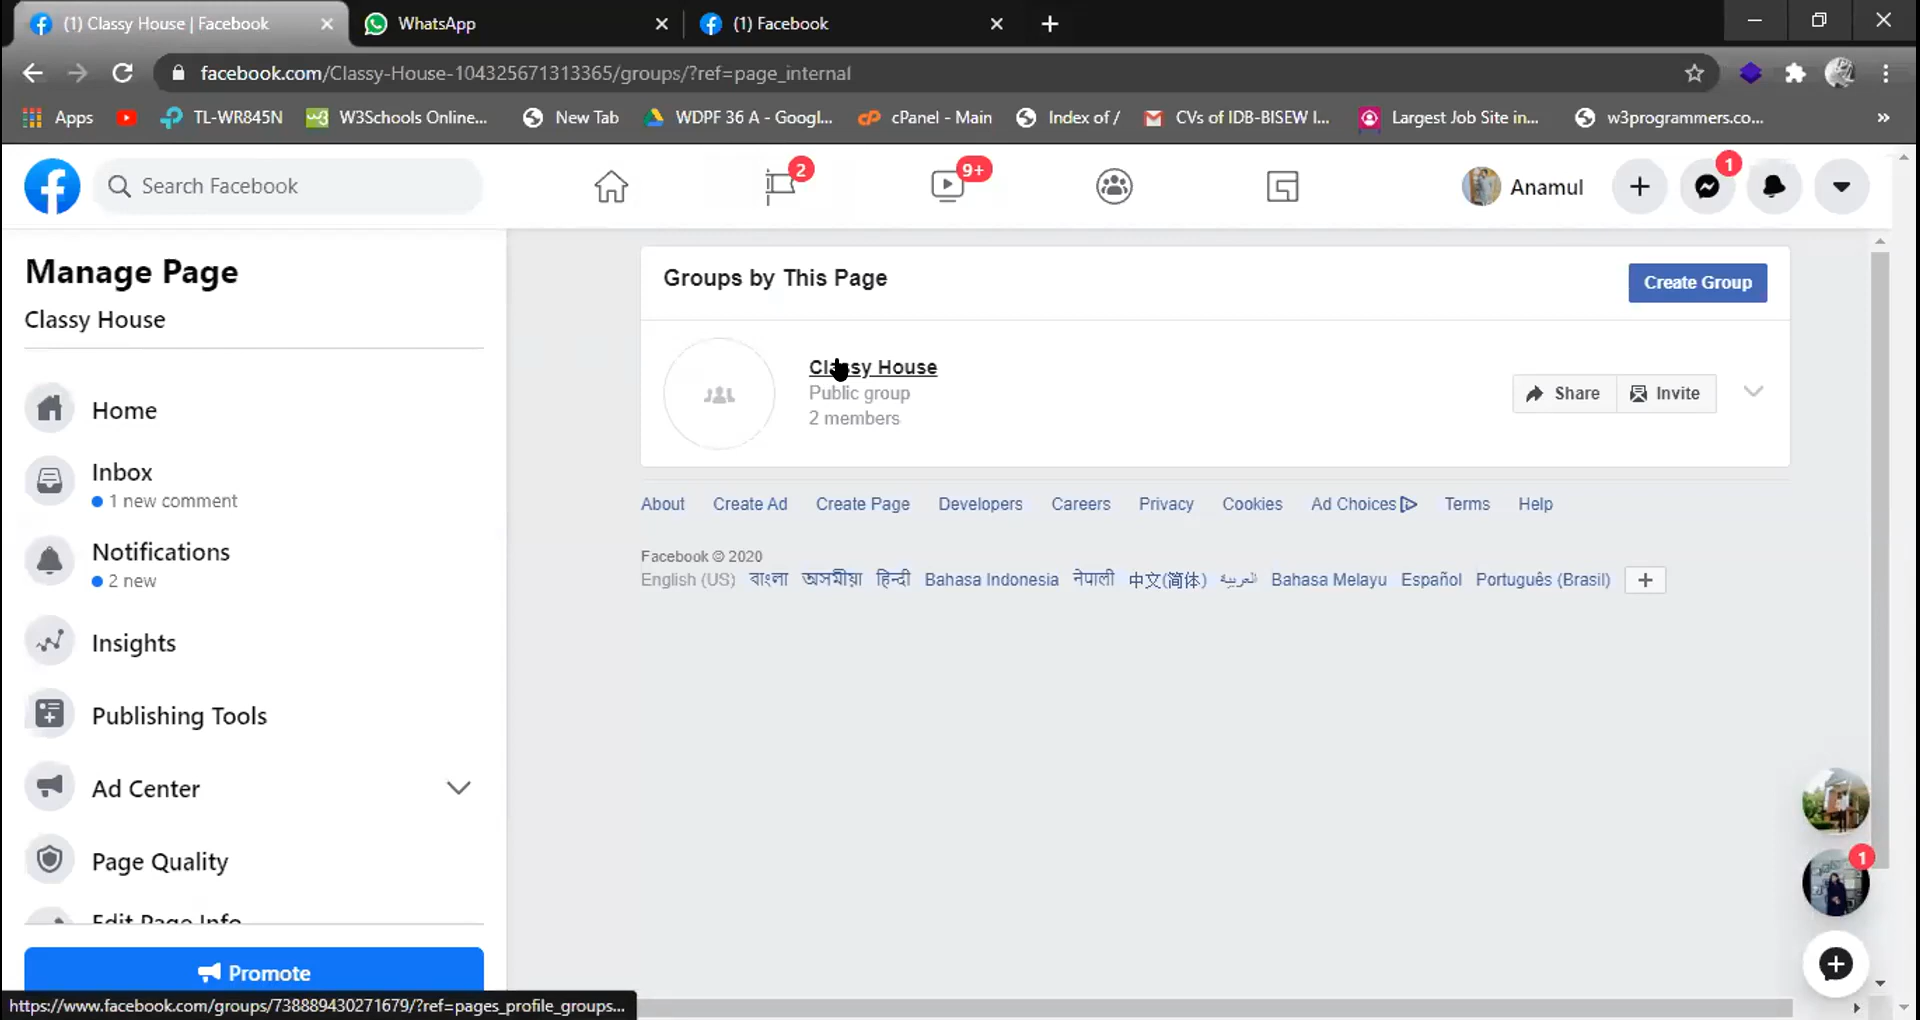 (1) Classy House | Facebook
WhatsApp
(1) Facebook
facebook.com/Classy-House-104325671313365/groups/?ref=page_internal
Apps
TL-WR845N
W3Schools Online...
New Tab
WDPF 36 A - Googl...
cPanel - Main
Index of /
CVs of IDB-BISEW I...
Largest Job Site in...
w3programmers.co...
»
Search Facebook
2
9+
Anamul
1
Manage Page
Classy House
Home
Inbox
1 new comment
Notifications
2 new
Insights
Publishing Tools
Ad Center
Page Quality
Edit Page Info
Promote
Groups by This Page
Create Group
Classy House
Public group
2 members
Share
Invite
About Create Ad Create Page Developers Careers Privacy Cookies Ad Choices Terms Help
Facebook © 2020
English (US) বাংলা অসমীয়া हिन्दी Bahasa Indonesia नेपाली 中文(简体) العربية Bahasa Melayu Español Português (Brasil)
1
https://www.facebook.com/groups/738889430271679/?ref=pages_profile_groups...